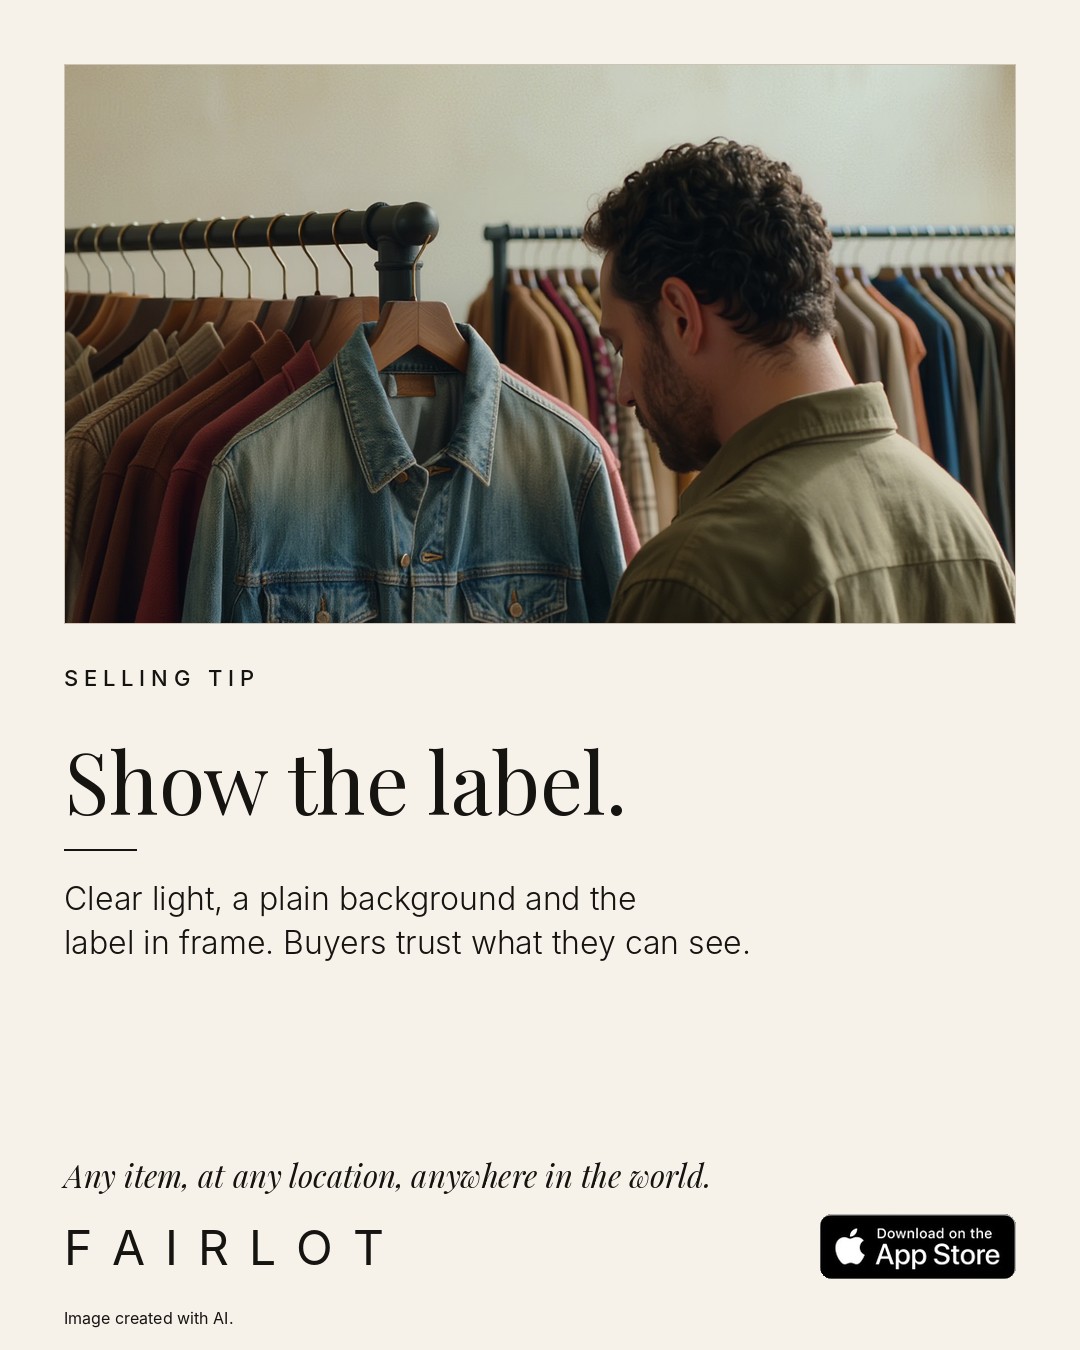 SELLING TIP
Show the label.
Clear light, a plain background and the
label in frame. Buyers trust what they can see.
Any item, at any location, anywhere in the world.
FAIRLOT
Download on the
App Store
Image created with AI.